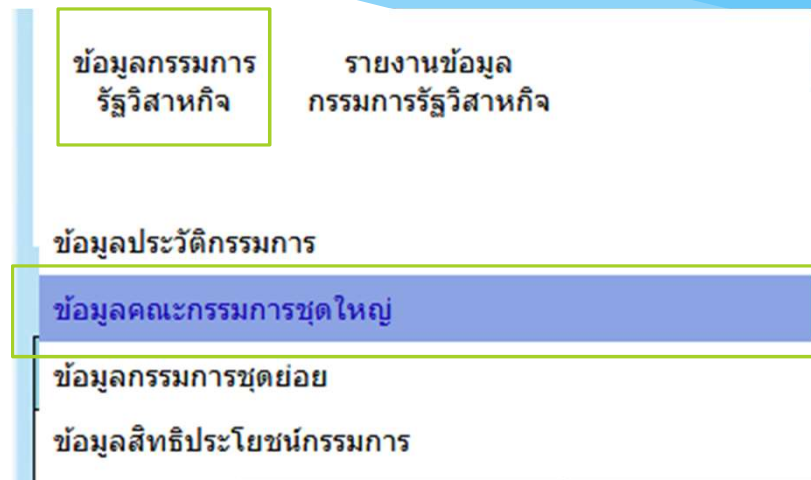 ข้อมูลกรรมการ
รัฐวิสาหกิจ
รายงานข้อมูล
กรรมการรัฐวิสาหกิจ
ข้อมูลประวัติกรรมการ
ข้อมูลคณะกรรมการชุดใหญ่
ข้อมูลกรรมการชุดย่อย
ข้อมูลสิทธิประโยชน์กรรมการ